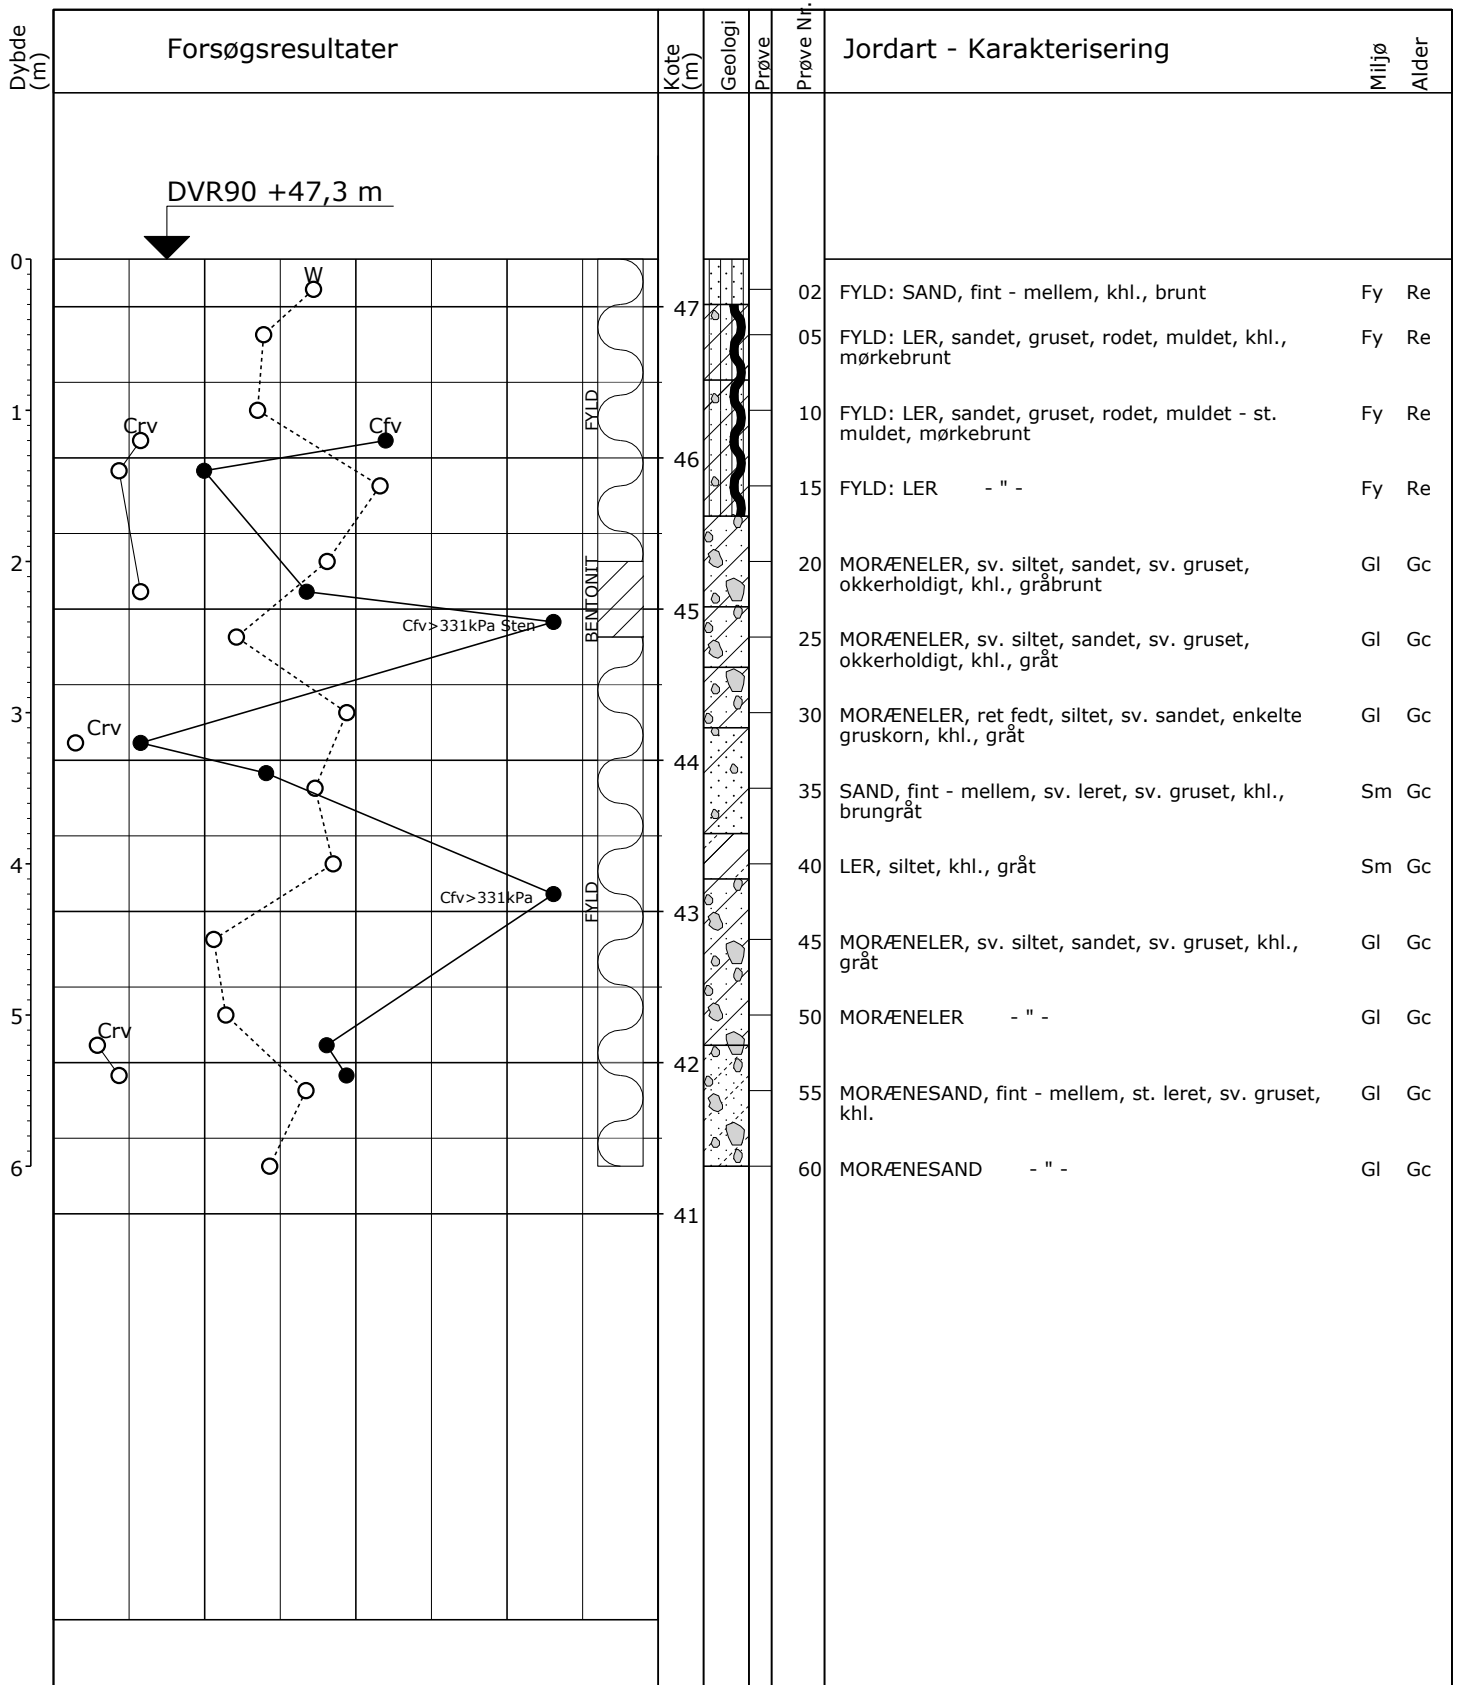 Dybde
(m)
Forsøgsresultater
Kote
(m)
Geologi
Prøve
Prøve Nr.
Jordart - Karakterisering
Miljø
Alder
DVR90 +47,3 m
0
W
47
02 FYLD: SAND, fint - mellem, khl., brunt Fy Re
05 FYLD: LER, sandet, gruset, rodet, muldet, khl., Fy Re
mørkebrunt
1
FYLD
Crv
Cfv
10 FYLD: LER, sandet, gruset, rodet, muldet - st. Fy Re
muldet, mørkebrunt
46
15 FYLD: LER - " - Fy Re
2
BENTONIT
20 MORÆNELER, sv. siltet, sandet, sv. gruset, Gl Gc
okkerholdigt, khl., gråbrunt
45
Cfv>331kPa Sten
25 MORÆNELER, sv. siltet, sandet, sv. gruset, Gl Gc
okkerholdigt, khl., gråt
3
Crv
30 MORÆNELER, ret fedt, siltet, sv. sandet, enkelte Gl Gc
gruskorn, khl., gråt
44
35 SAND, fint - mellem, sv. leret, sv. gruset, khl., Sm Gc
brungråt
4
40 LER, siltet, khl., gråt Sm Gc
Cfv>331kPa
FYLD
43
45 MORÆNELER, sv. siltet, sandet, sv. gruset, khl., Gl Gc
gråt
5
Crv
50 MORÆNELER - " - Gl Gc
42
55 MORÆNESAND, fint - mellem, st. leret, sv. gruset, Gl Gc
khl.
6
60 MORÆNESAND - " - Gl Gc
41